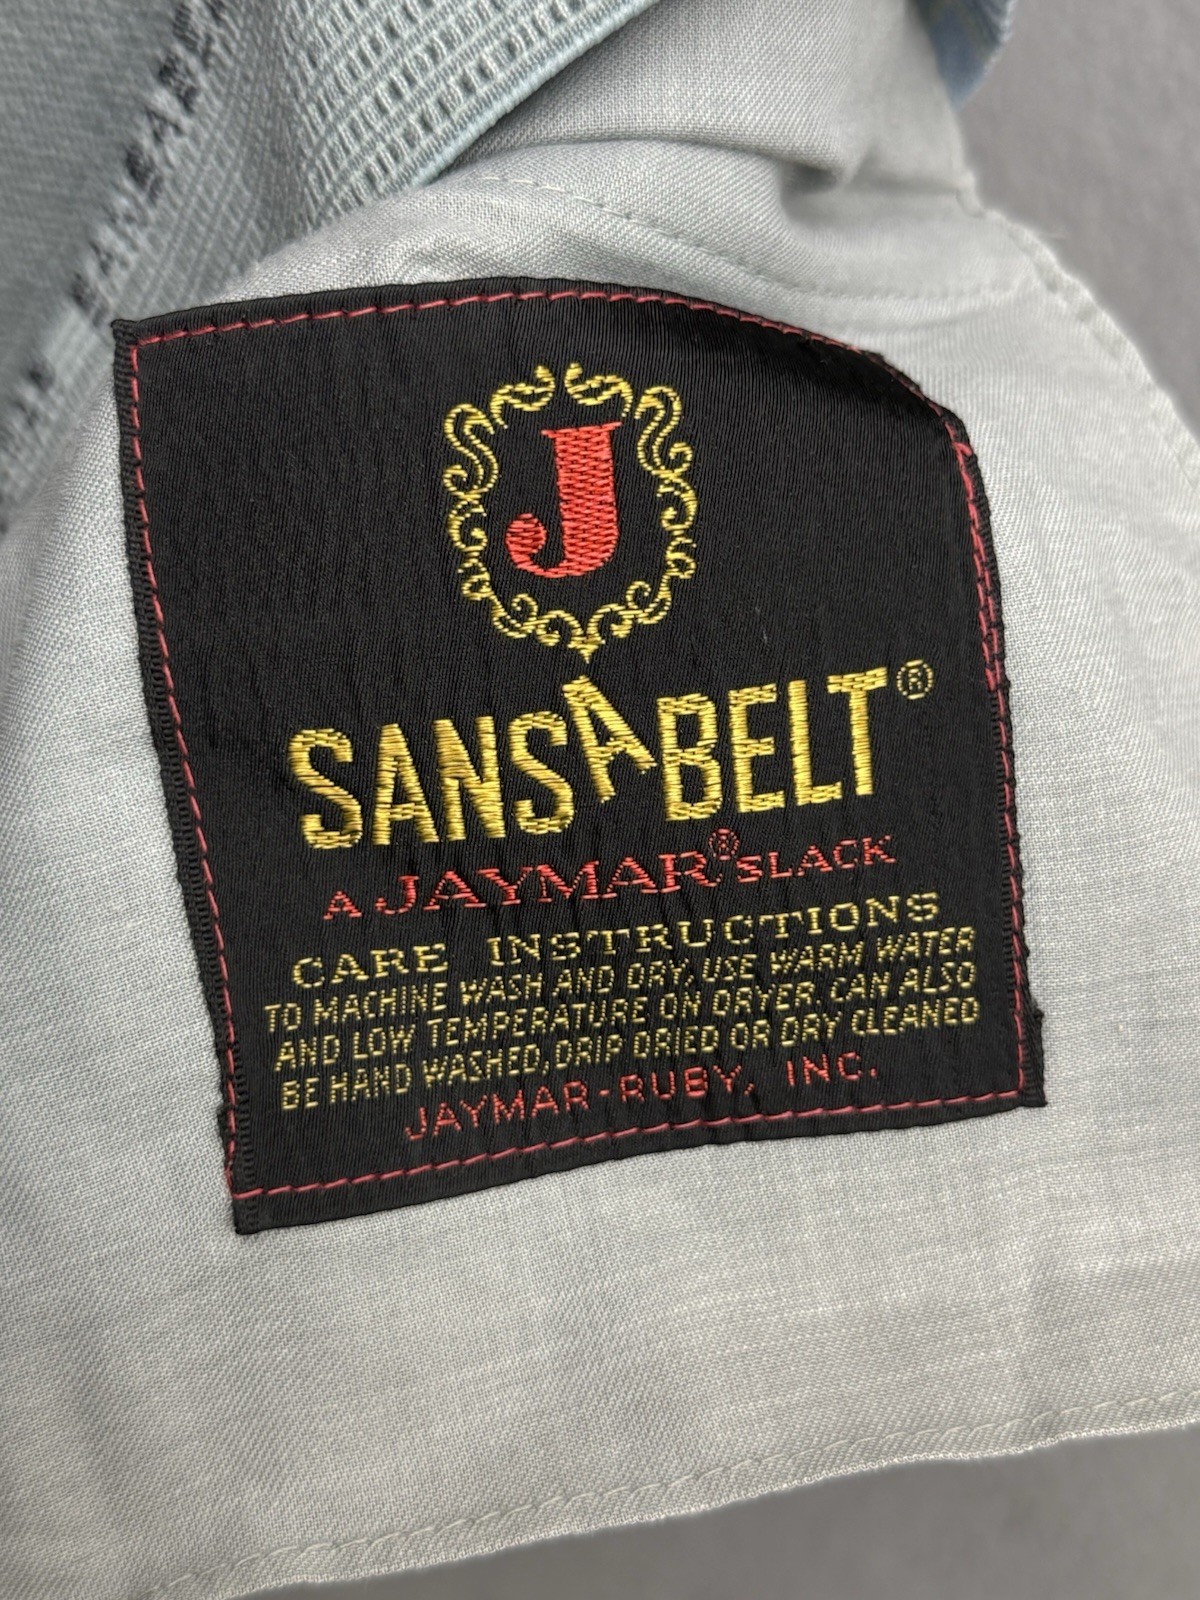 J
SANSABELT®
A JAYMAR® SLACK
CARE INSTRUCTIONS
TO MACHINE WASH AND DRY, USE WARM WATER
AND LOW TEMPERATURE ON DRYER, CAN ALSO
BE HAND WASHED, DRIP DRIED OR DRY CLEANED
JAYMAR-RUBY, INC.